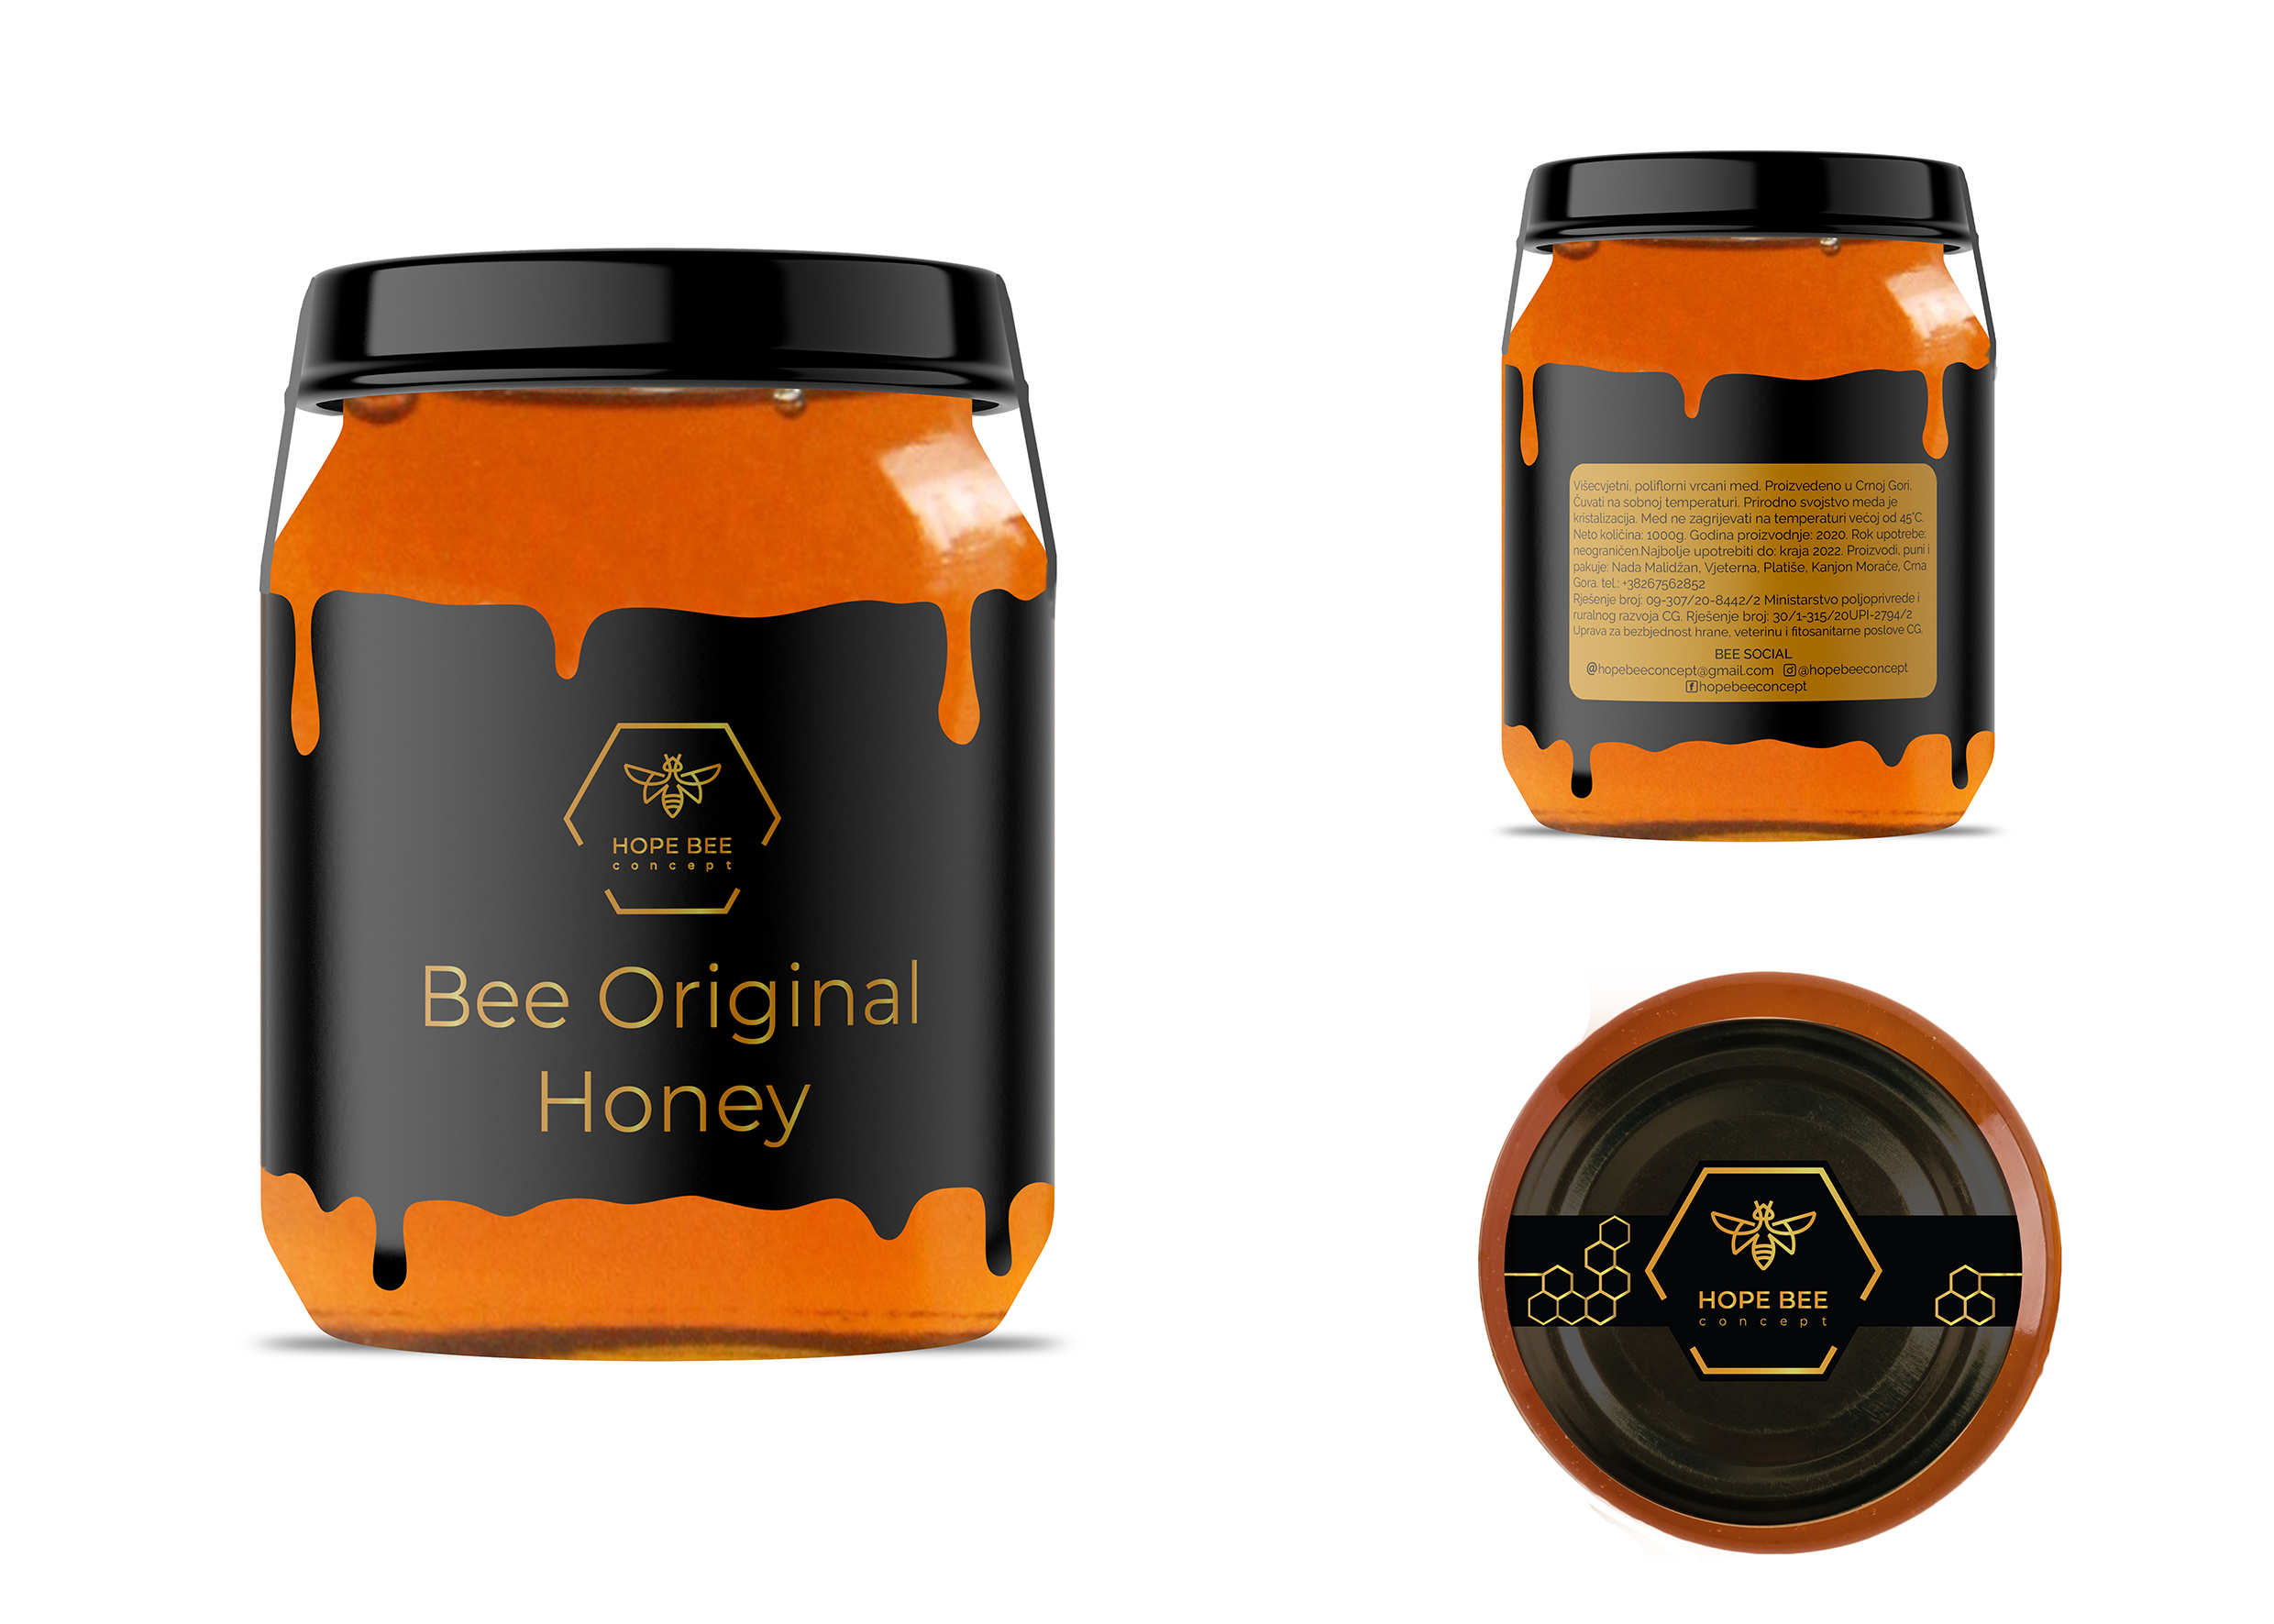 HOPE BEE
concept
Bee Original
Honey
Višecvjetni, poliflorni vrcani med. Proizvedeno u Crnoj Gori.
Čuvati na sobnoj temperaturi. Prirodno svojstvo meda je
kristalizacija. Med ne zagrijevati na temperaturi većoj od 45°C.
Neto količina: 1000g. Godina proizvodnje: 2020. Rok upotrebe:
neograničen.Najbolje upotrebiti do: kraja 2022. Proizvodi, puni i
pakuje: Nada Malidžan, Vjeterna, Platiše, Kanjon Morače, Crna
Gora. tel.: +38267562852
Rješenje broj: 09-307/20-8442/2 Ministarstvo poljoprivrede i
ruralnog razvoja CG. Rješenje broj: 30/1-315/20UPI-2794/2
Uprava za bezbjednost hrane, veterinu i fitosanitarne poslove CG.
BEE SOCIAL
@hopebeeconcept@gmail.com @hopebeeconcept
hopebeeconcept
HOPE BEE
concept